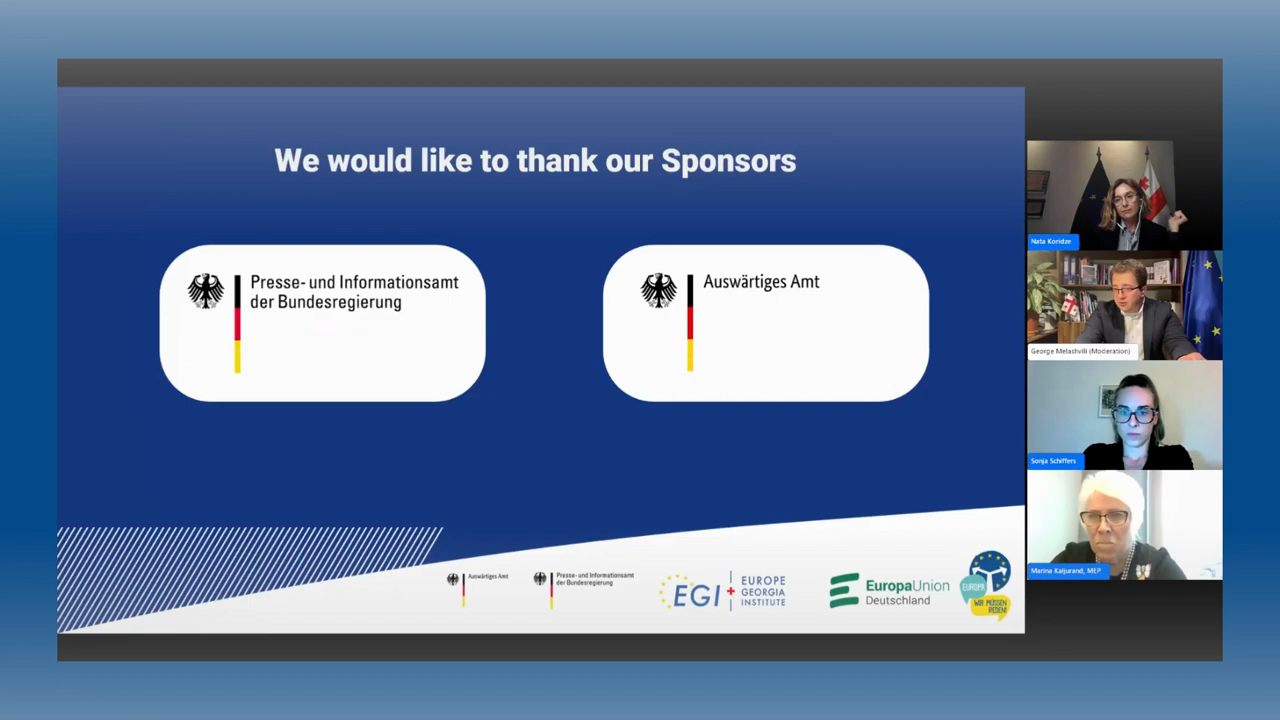 We would like to thank our Sponsors
Presse- und Informationsamt
der Bundesregierung
Auswärtiges Amt
Nata Koridze
George Melashvili (Moderation)
Sonja Schiffers
Marina Kaljurand, MEP
Auswärtiges Amt
Presse- und Informationsamt
der Bundesregierung
EGI
EUROPE
GEORGIA
INSTITUTE
EuropaUnion
Deutschland
EUROPA
WIR MÜSSEN
REDEN!